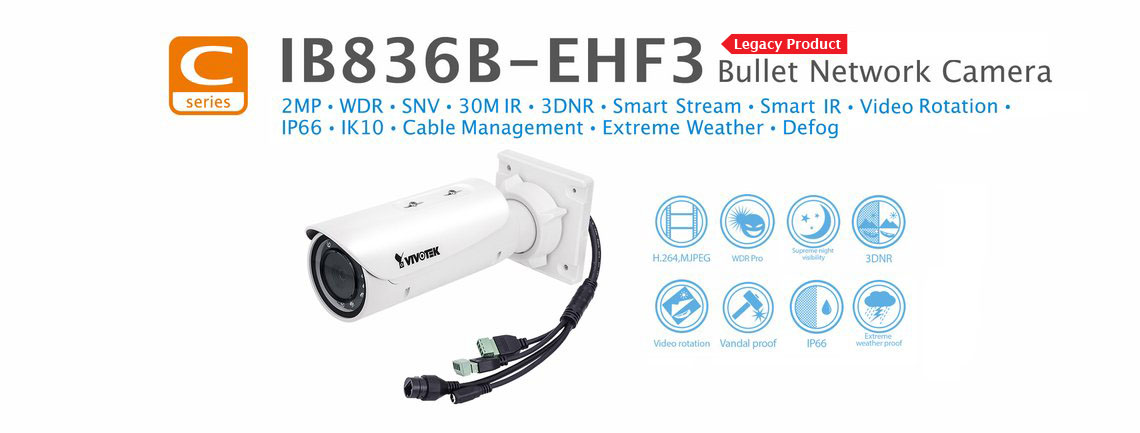 C
series
IB836B-EHF3
Legacy Product
Bullet Network Camera
2MP • WDR • SNV • 30M IR • 3DNR • Smart Stream • Smart IR • Video Rotation •
IP66 • IK10 • Cable Management • Extreme Weather • Defog
VIVOTEK
H.264,MJPEG
WDR Pro
Supreme night
visibility
3DNR
Video rotation
Vandal proof
IP66
Extreme
weather proof